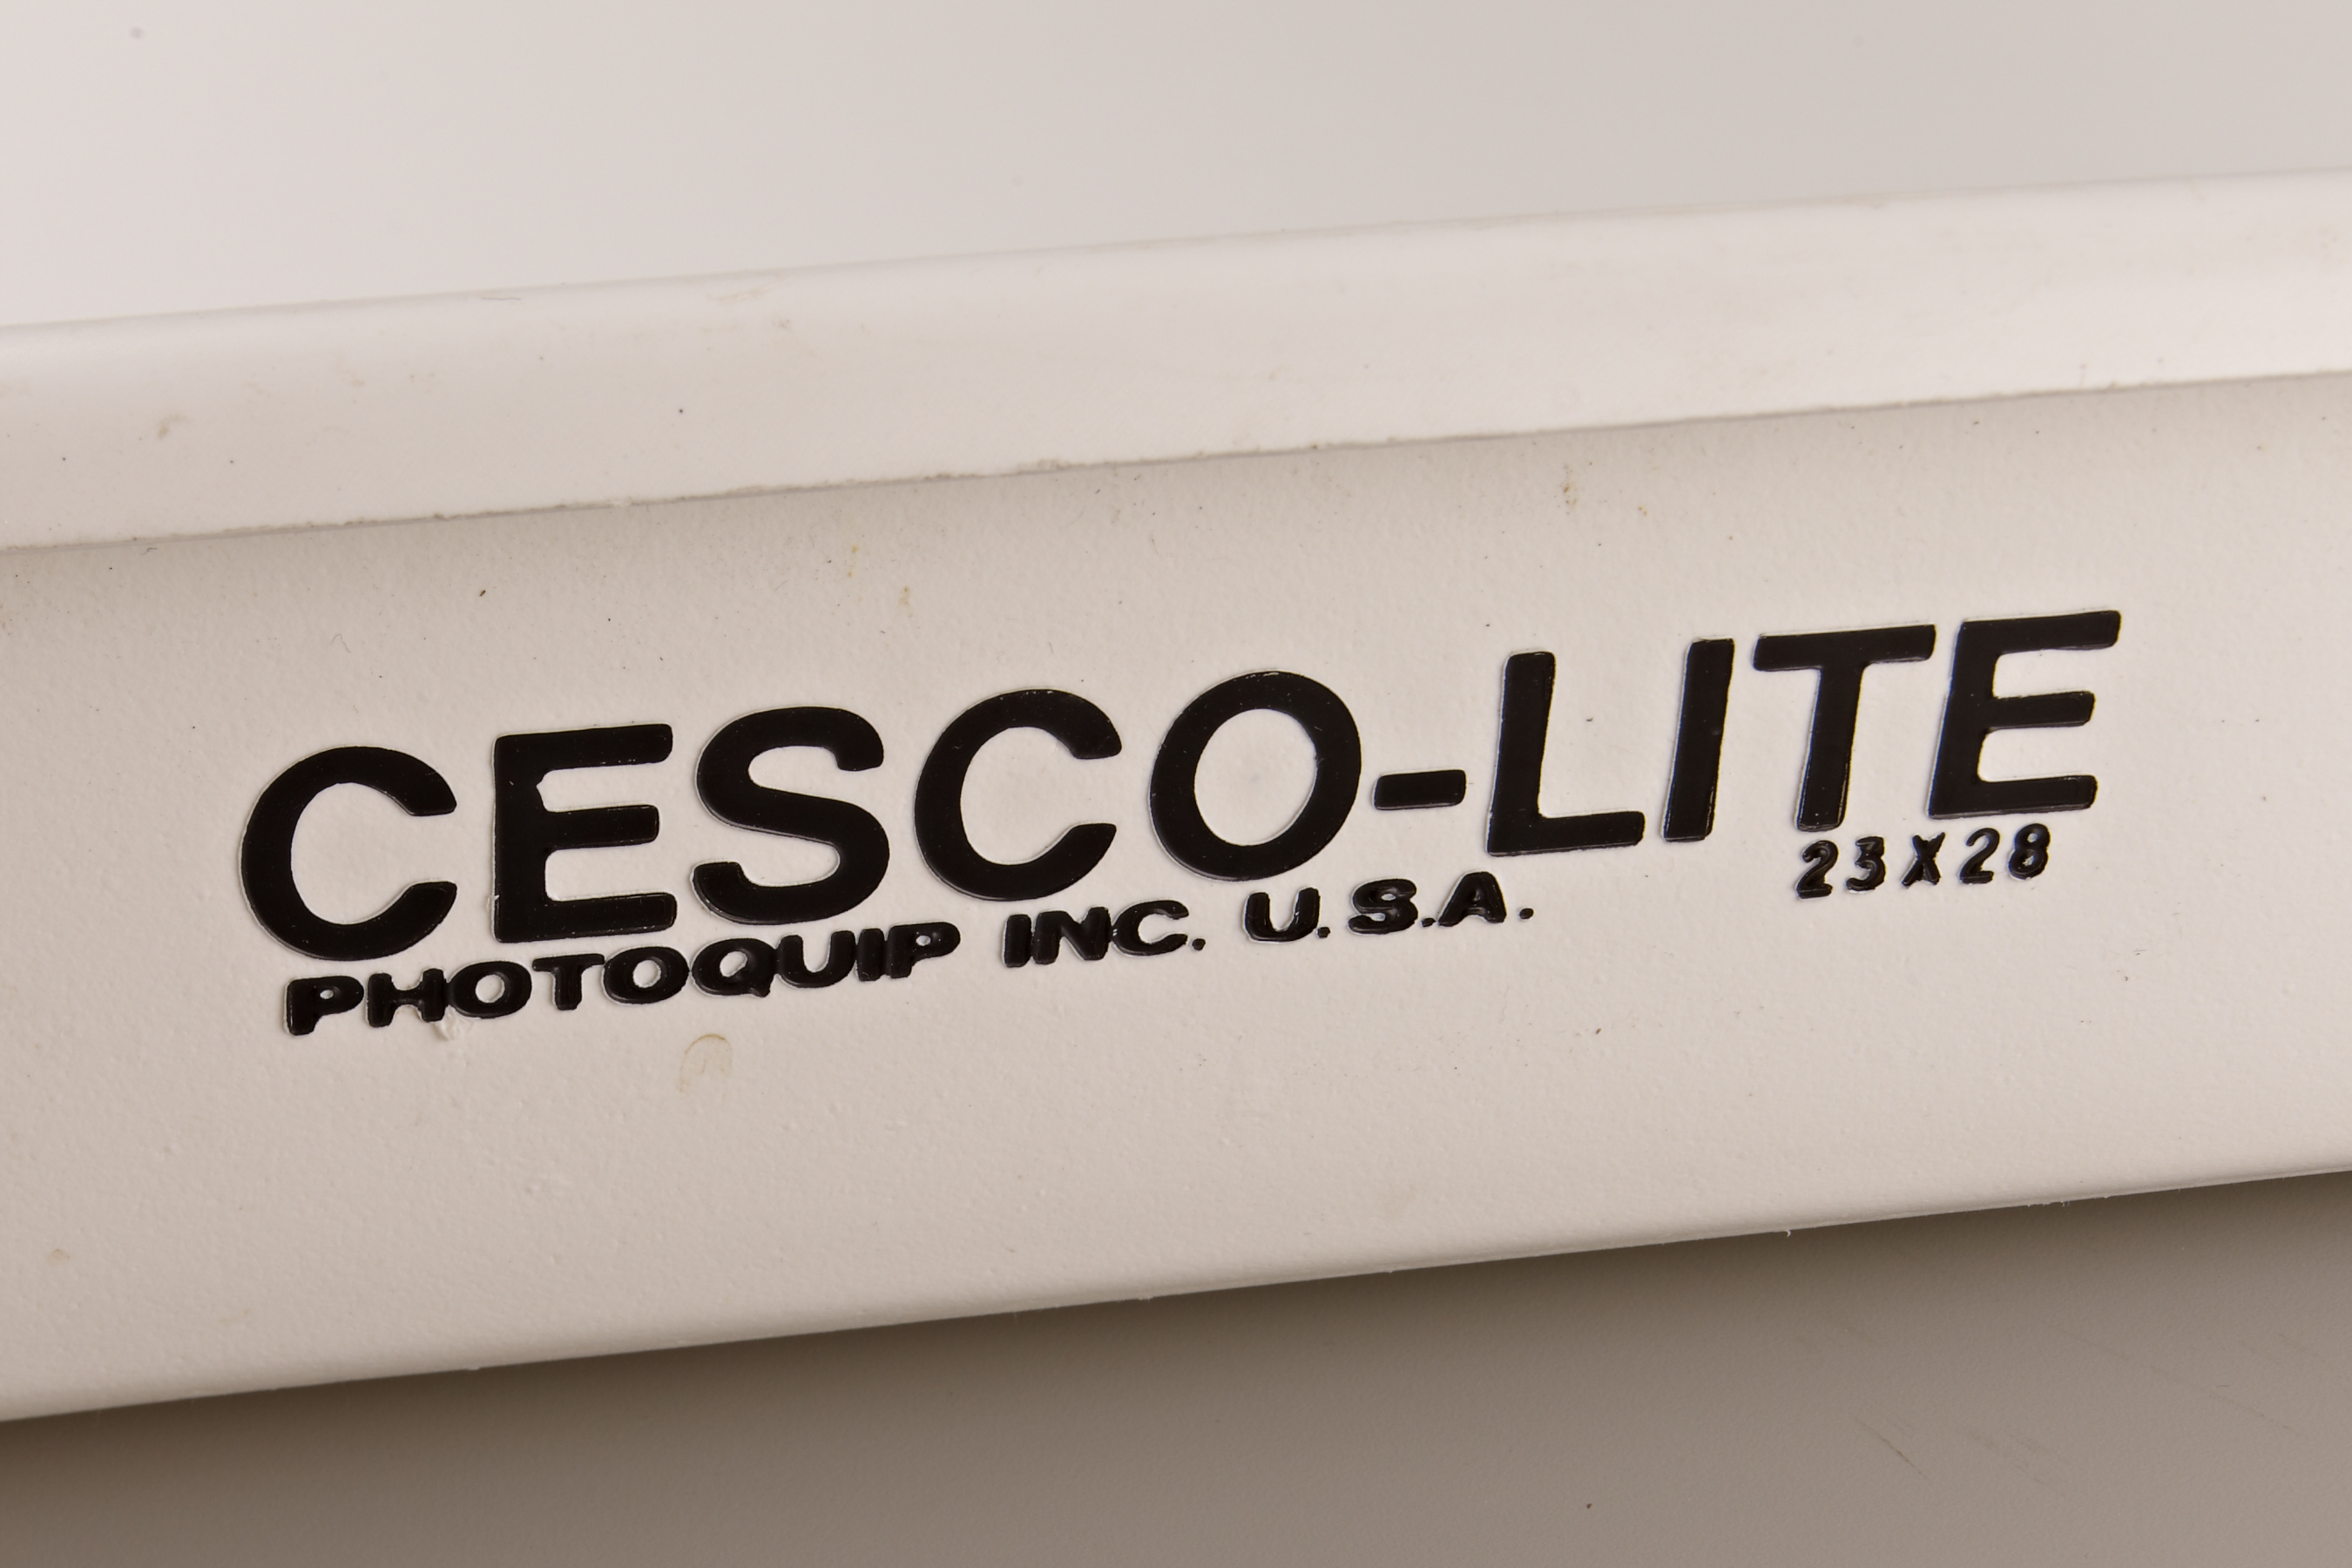 CESCO-LITE
23X28
PHOTOQUIP INC. U.S.A.